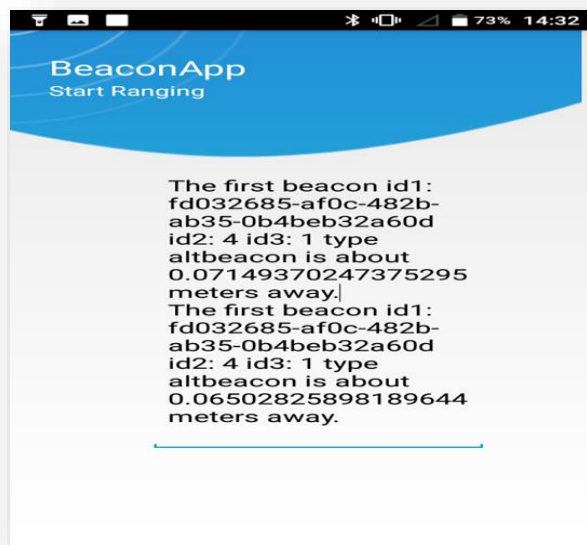 73% 14:32
BeaconApp
Start Ranging
The first beacon id1:
fd032685-af0c-482b-
ab35-0b4beb32a60d
id2: 4 id3: 1 type
altbeacon is about
0.07149370247375295
meters away.
The first beacon id1:
fd032685-af0c-482b-
ab35-0b4beb32a60d
id2: 4 id3: 1 type
altbeacon is about
0.06502825898189644
meters away.